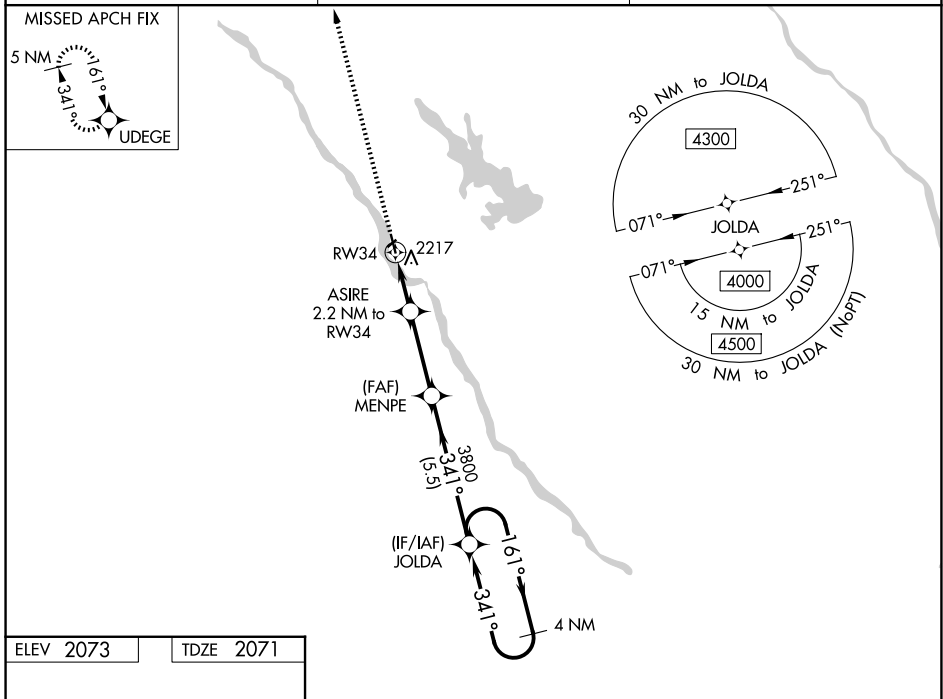 MISSED APCH FIX
5 NM
161°
341°
UDEGE
30 NM to JOLDA
4300
071°
251°
JOLDA
071°
251°
4000
15 NM to JOLDA
4500
30 NM to JOLDA (NoPT)
RW34
2217
ASIRE
2.2 NM to
RW34
(FAF)
MENPE
3800
341°
(5.5)
(IF/IAF)
JOLDA
161°
341°
4 NM
ELEV 2073
TDZE 2071